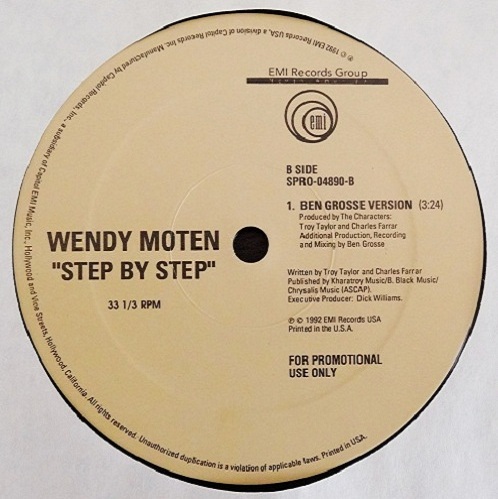 ℗ © 1992 EMI Records USA, a division of Capitol Records, Inc. Manufactured by Capitol Records, Inc., a subsidiary of Capitol EMI Music, Inc., Hollywood and Vine Streets, Hollywood, California. All rights reserved. Unauthorized duplication is a violation of applicable laws. Printed in USA.
EMI Records Group
emi
B SIDE
SPRO-04890-B
1. BEN GROSSE VERSION (3:24)
Produced by The Characters:
Troy Taylor and Charles Farrar
Additional Production, Recording
and Mixing by Ben Grosse
WENDY MOTEN
"STEP BY STEP"
33 1/3 RPM
Written by Troy Taylor and Charles Farrar
Published by Kharatroy Music/B. Black Music/
Chrysalis Music (ASCAP).
Executive Producer: Dick Williams.
℗ © 1992 EMI Records USA
Printed in the U.S.A.
FOR PROMOTIONAL
USE ONLY